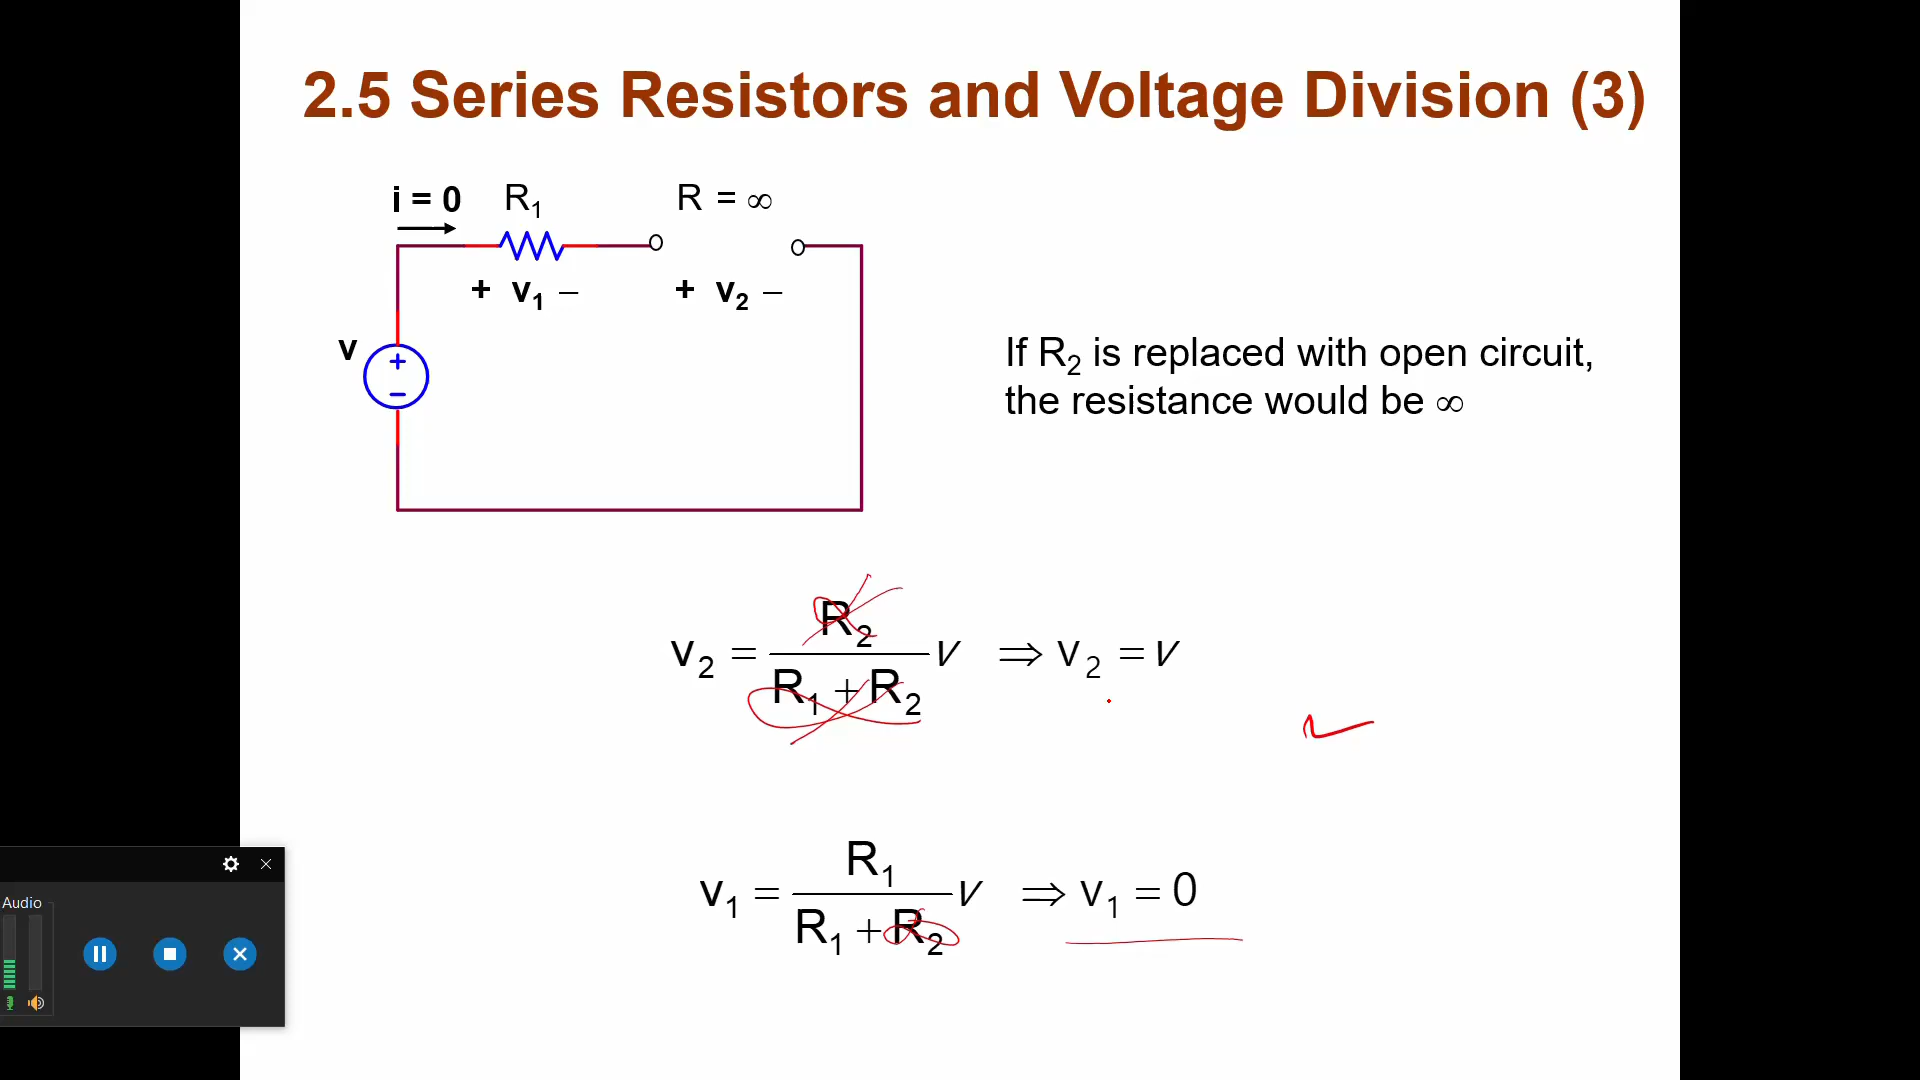 2.5 Series Resistors and Voltage Division (3)
i = 0 R₁ R = ∞
+ v₁ – + v₂ –
v
+
–
If R₂ is replaced with open circuit,
the resistance would be ∞
v₂ = R₂ / (R₁ + R₂) v ⇒ v₂ = v
v₁ = R₁ / (R₁ + R₂) v ⇒ v₁ = 0
Audio